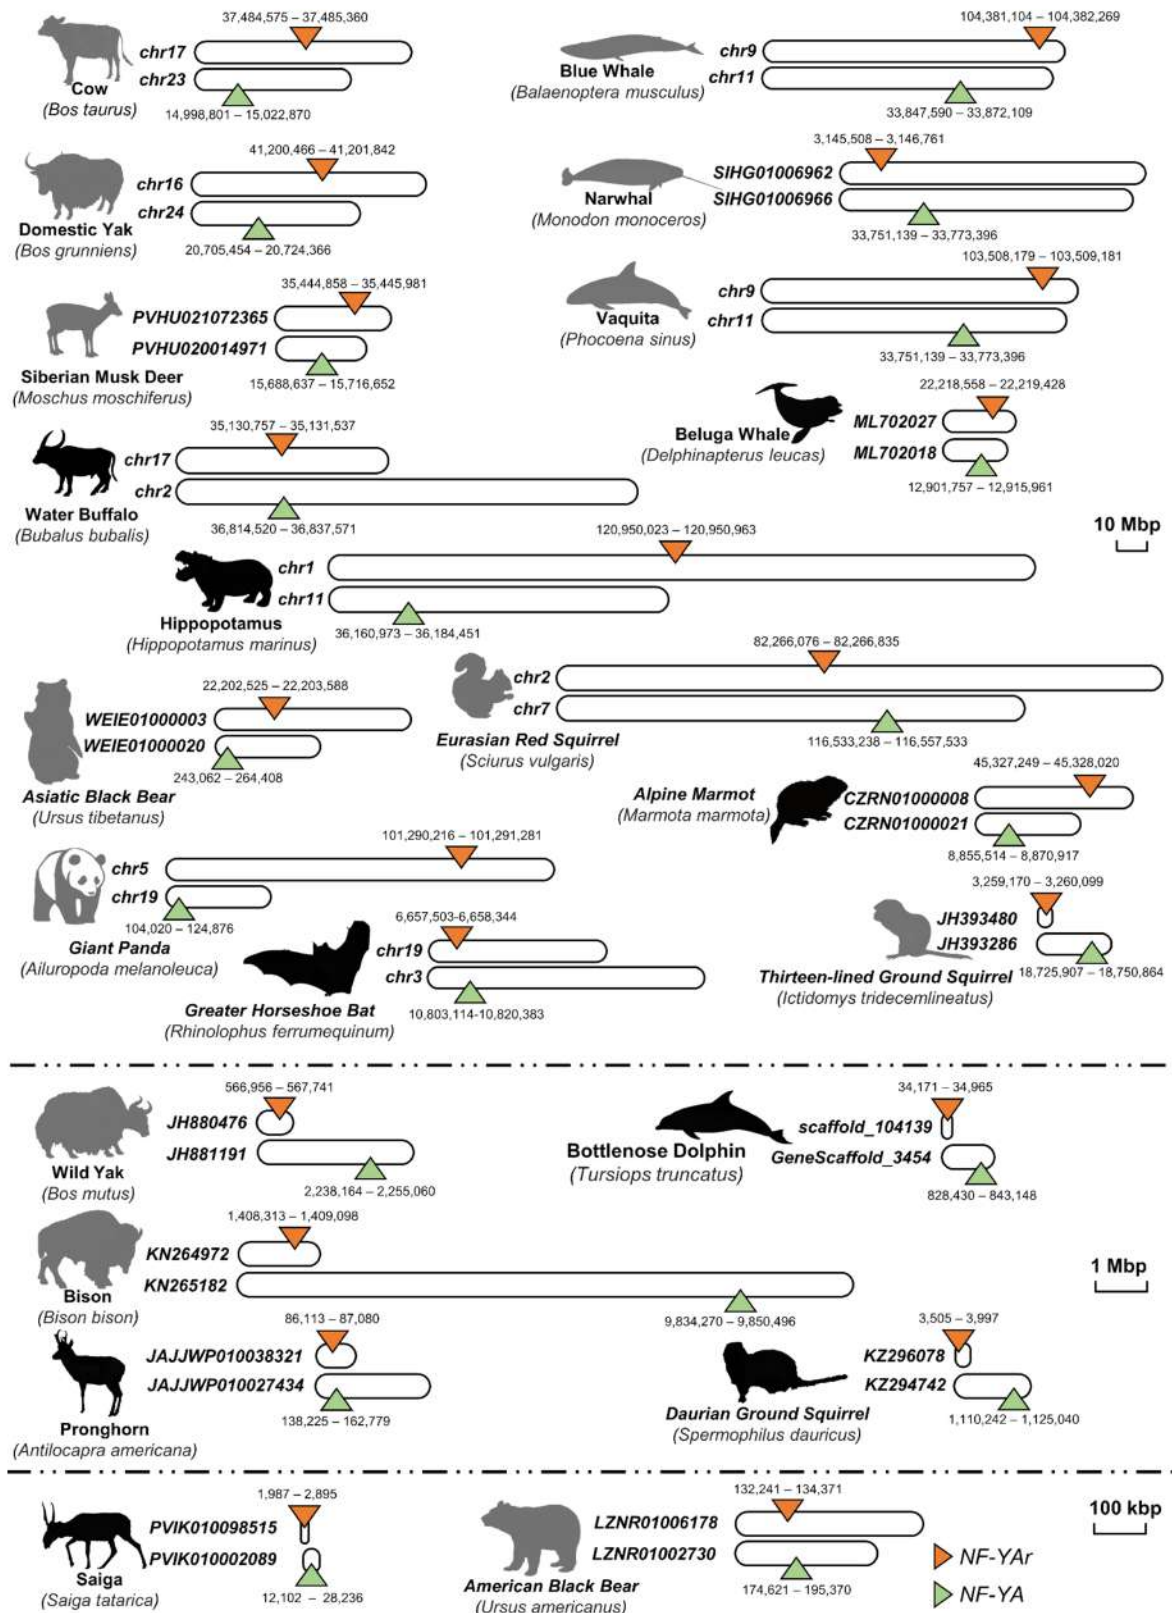 37,484,575 – 37,485,360
chr17
chr23
Cow
(Bos taurus)
14,998,801 – 15,022,870
104,381,104 – 104,382,269
chr9
chr11
Blue Whale
(Balaenoptera musculus)
33,847,590 – 33,872,109
41,200,466 – 41,201,842
chr16
chr24
Domestic Yak
(Bos grunniens)
20,705,454 – 20,724,366
3,145,508 – 3,146,761
SIHG01006962
SIHG01006966
Narwhal
(Monodon monoceros)
33,751,139 – 33,773,396
35,444,858 – 35,445,981
PVHU021072365
PVHU020014971
Siberian Musk Deer
(Moschus moschiferus)
15,688,637 – 15,716,652
103,508,179 – 103,509,181
chr9
chr11
Vaquita
(Phocoena sinus)
33,751,139 – 33,773,396
35,130,757 – 35,131,537
chr17
chr2
Water Buffalo
(Bubalus bubalis)
36,814,520 – 36,837,571
22,218,558 – 22,219,428
ML702027
ML702018
Beluga Whale
(Delphinapterus leucas)
12,901,757 – 12,915,961
10 Mbp
120,950,023 – 120,950,963
chr1
chr11
Hippopotamus
(Hippopotamus marinus)
36,160,973 – 36,184,451
82,266,076 – 82,266,835
chr2
chr7
Eurasian Red Squirrel
(Sciurus vulgaris)
116,533,238 – 116,557,533
22,202,525 – 22,203,588
WEIE01000003
WEIE01000020
243,062 – 264,408
Asiatic Black Bear
(Ursus tibetanus)
45,327,249 – 45,328,020
Alpine Marmot
(Marmota marmota)
CZRN01000008
CZRN01000021
8,855,514 – 8,870,917
101,290,216 – 101,291,281
chr5
chr19
104,020 – 124,876
Giant Panda
(Ailuropoda melanoleuca)
6,657,503-6,658,344
chr19
chr3
Greater Horseshoe Bat
(Rhinolophus ferrumequinum)
10,803,114-10,820,383
3,259,170 – 3,260,099
JH393480
JH393286
Thirteen-lined Ground Squirrel
(Ictidomys tridecemlineatus)
18,725,907 – 18,750,864
566,956 – 567,741
JH880476
JH881191
Wild Yak
(Bos mutus)
2,238,164 – 2,255,060
34,171 – 34,965
scaffold_104139
GeneScaffold_3454
Bottlenose Dolphin
(Tursiops truncatus)
828,430 – 843,148
1,408,313 – 1,409,098
KN264972
KN265182
Bison
(Bison bison)
9,834,270 – 9,850,496
1 Mbp
86,113 – 87,080
JAJJWP010038321
JAJJWP010027434
Pronghorn
(Antilocapra americana)
138,225 – 162,779
3,505 – 3,997
KZ296078
KZ294742
Daurian Ground Squirrel
(Spermophilus dauricus)
1,110,242 – 1,125,040
1,987 – 2,895
PVIK010098515
PVIK010002089
Saiga
(Saiga tatarica)
12,102 – 28,236
132,241 – 134,371
LZNR01006178
LZNR01002730
American Black Bear
(Ursus americanus)
174,621 – 195,370
100 kbp
NF-YAr
NF-YA